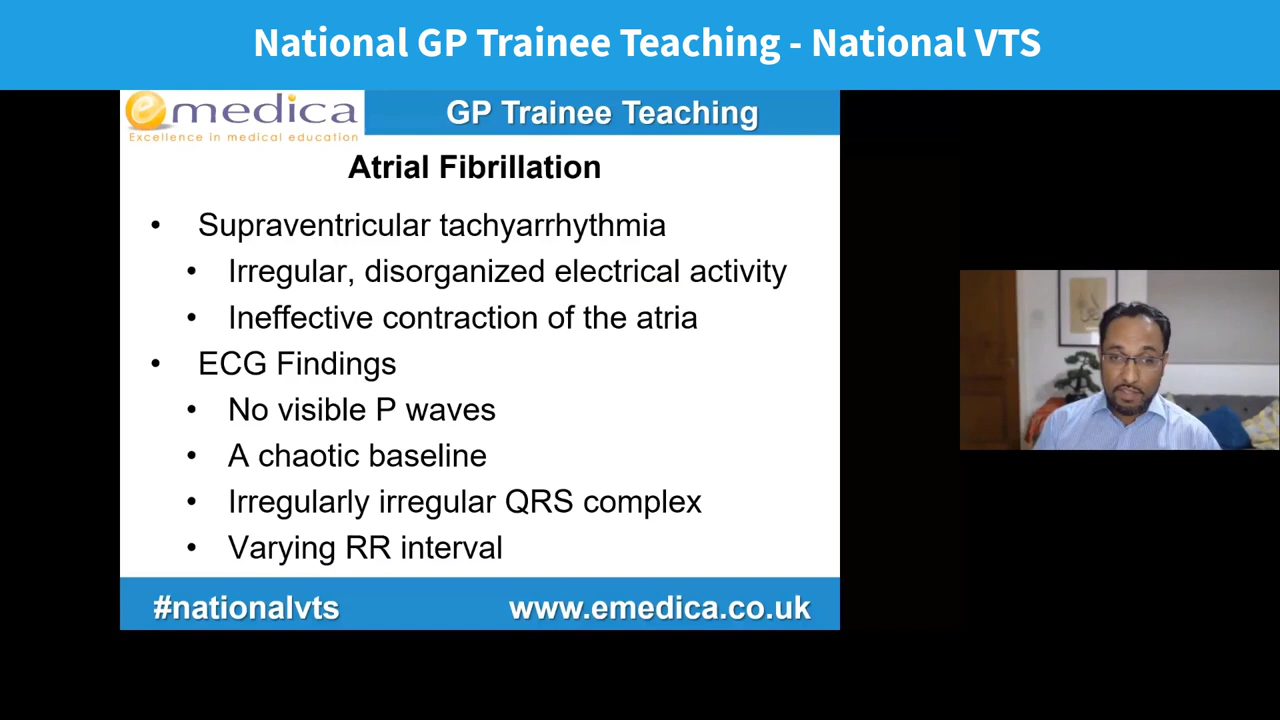 National GP Trainee Teaching - National VTS
emedica
Excellence in medical education
GP Trainee Teaching
Atrial Fibrillation
• Supraventricular tachyarrhythmia
• Irregular, disorganized electrical activity
• Ineffective contraction of the atria
• ECG Findings
• No visible P waves
• A chaotic baseline
• Irregularly irregular QRS complex
• Varying RR interval
#nationalvts
www.emedica.co.uk